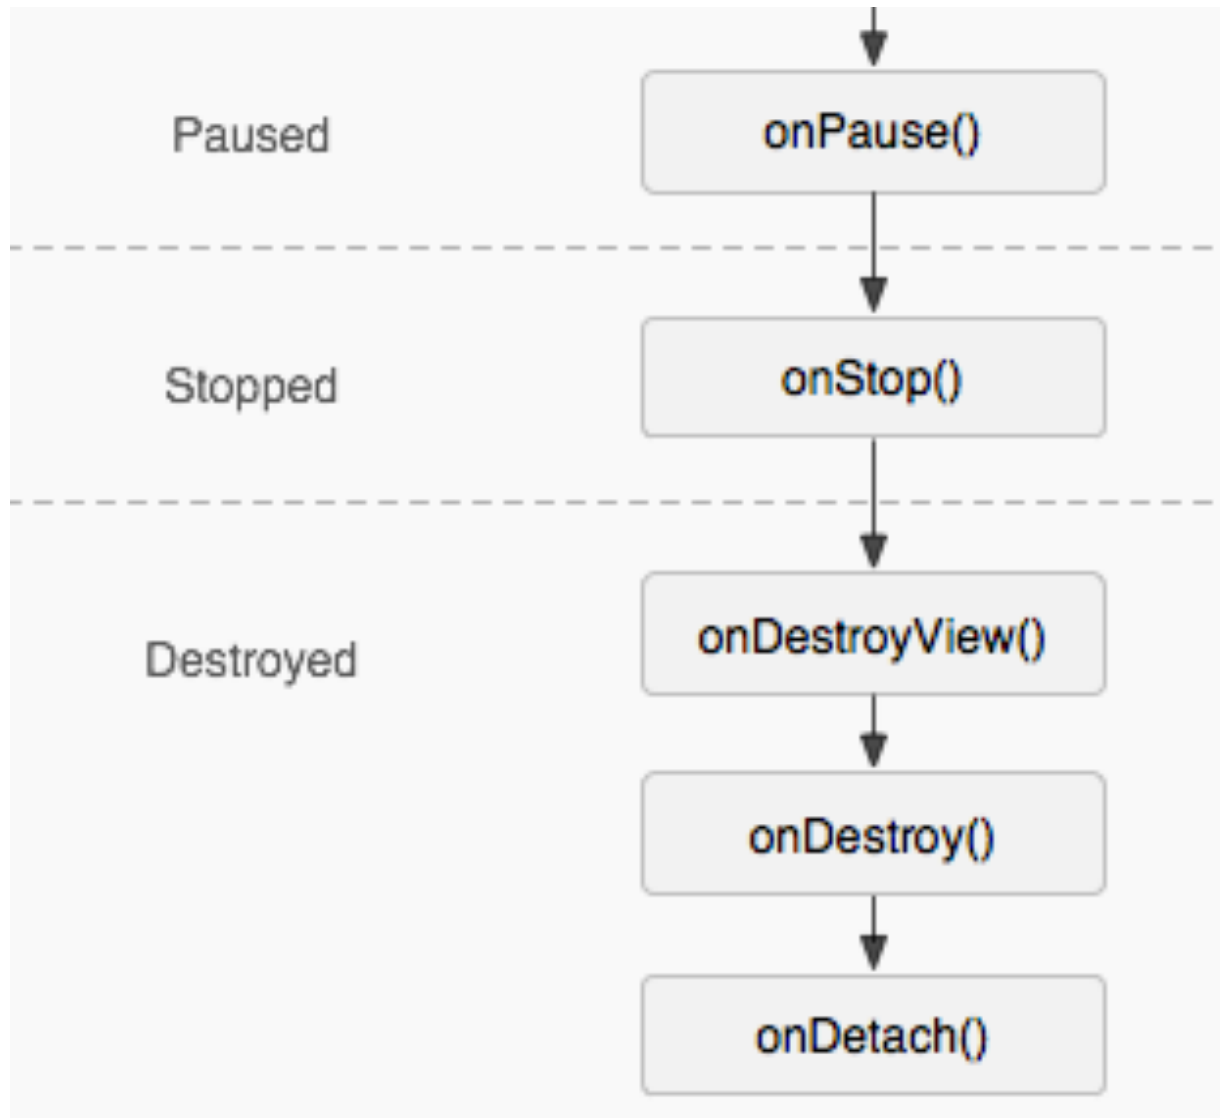 Paused
onPause()
Stopped
onStop()
onDestroyView()
Destroyed
onDestroy()
onDetach()